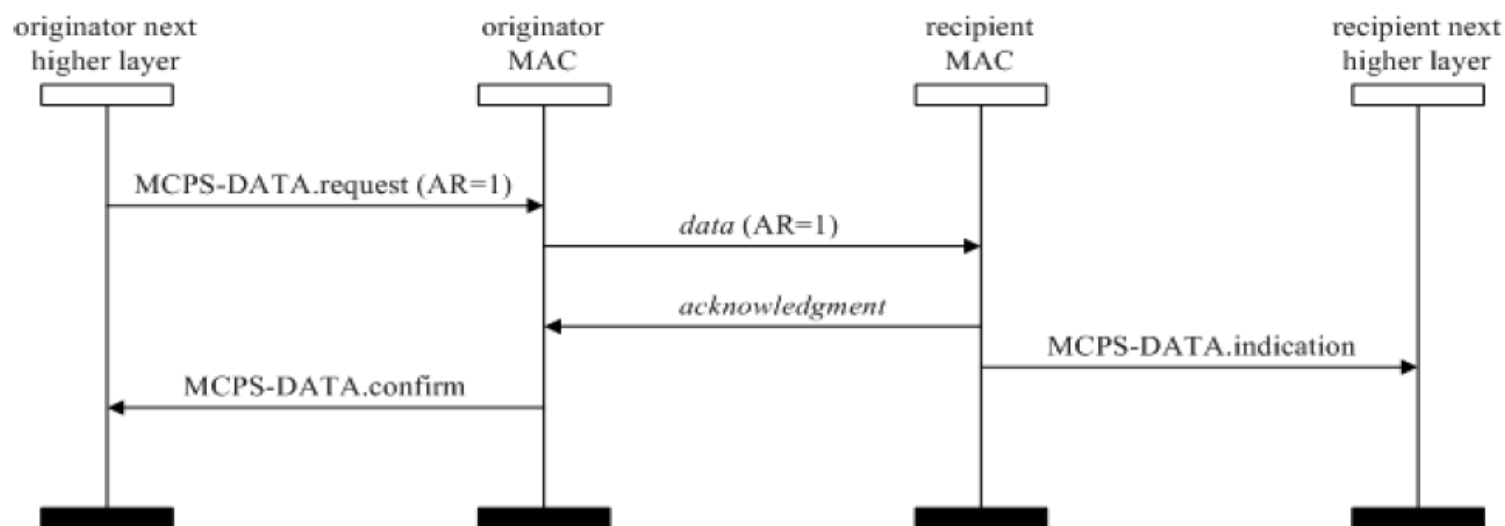 originator next
higher layer
originator
MAC
recipient
MAC
recipient next
higher layer
MCPS-DATA.request (AR=1)
data (AR=1)
acknowledgment
MCPS-DATA.indication
MCPS-DATA.confirm